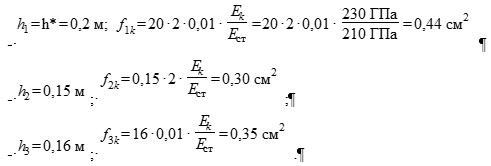 h₁=h*=0,2 м; f₁ₖ=20·2·0,01·Eₖ/Eст=20·2·0,01·230 ГПа/210 ГПа=0,44 см² ¶
h₂=0,15 м ; f₂ₖ=0,15·2·Eₖ/Eст=0,30 см² ;¶
h₃=0,16 м ; f₃ₖ=16·0,01·Eₖ/Eст=0,35 см² .¶